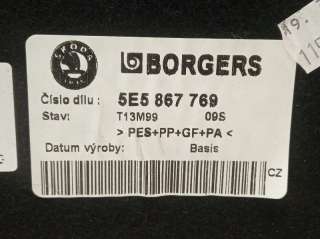 ŠKODA
BORGERS
Číslo dílu : 5E5 867 769
Stav: T13M99 09S
> PES+PP+GF+PA <
Datum výroby: Basis
CZ